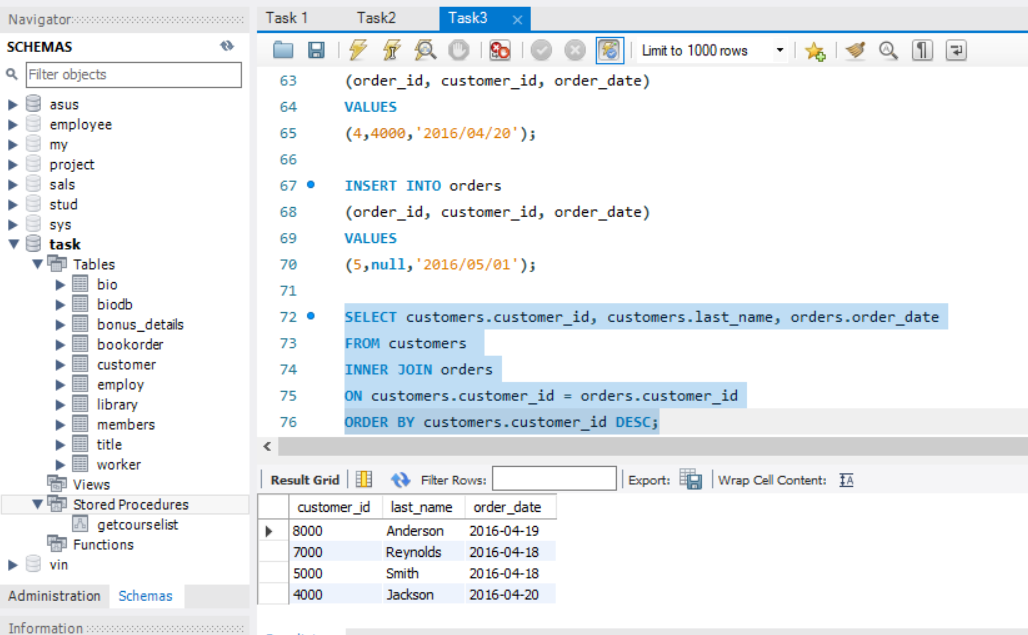 Navigator
SCHEMAS
Filter objects
asus
employee
my
project
sals
stud
sys
task
Tables
bio
biodb
bonus_details
bookorder
customer
employ
library
members
title
worker
Views
Stored Procedures
getcourselist
Functions
vin
Administration Schemas
Information
Task 1 Task2 Task3
Limit to 1000 rows
63 (order_id, customer_id, order_date)
64 VALUES
65 (4,4000,'2016/04/20');
66
67 INSERT INTO orders
68 (order_id, customer_id, order_date)
69 VALUES
70 (5,null,'2016/05/01');
71
72 SELECT customers.customer_id, customers.last_name, orders.order_date
73 FROM customers
74 INNER JOIN orders
75 ON customers.customer_id = orders.customer_id
76 ORDER BY customers.customer_id DESC;
Result Grid Filter Rows: Export: Wrap Cell Content:
customer_id last_name order_date
8000 Anderson 2016-04-19
7000 Reynolds 2016-04-18
5000 Smith 2016-04-18
4000 Jackson 2016-04-20